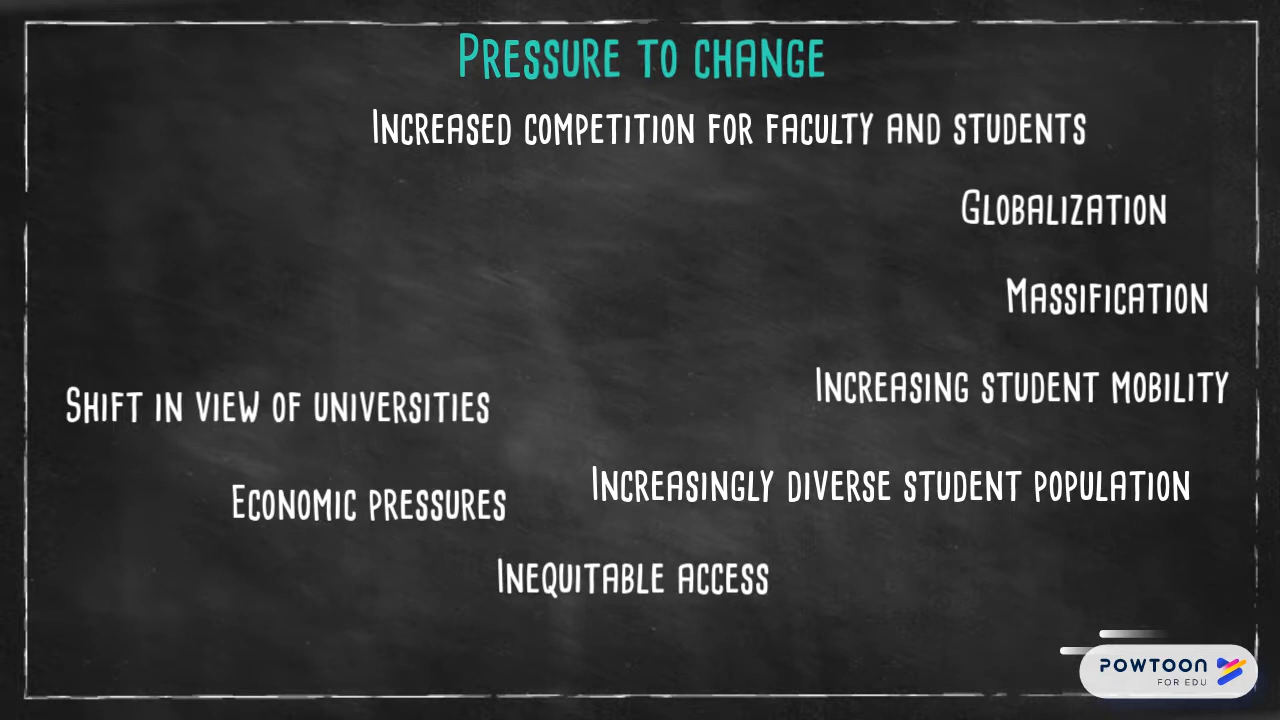 Pressure to change
Increased competition for faculty and students
Globalization
Massification
Increasing student mobility
Shift in view of universities
Increasingly diverse student population
Economic pressures
Inequitable access
POWTOON
FOR EDU